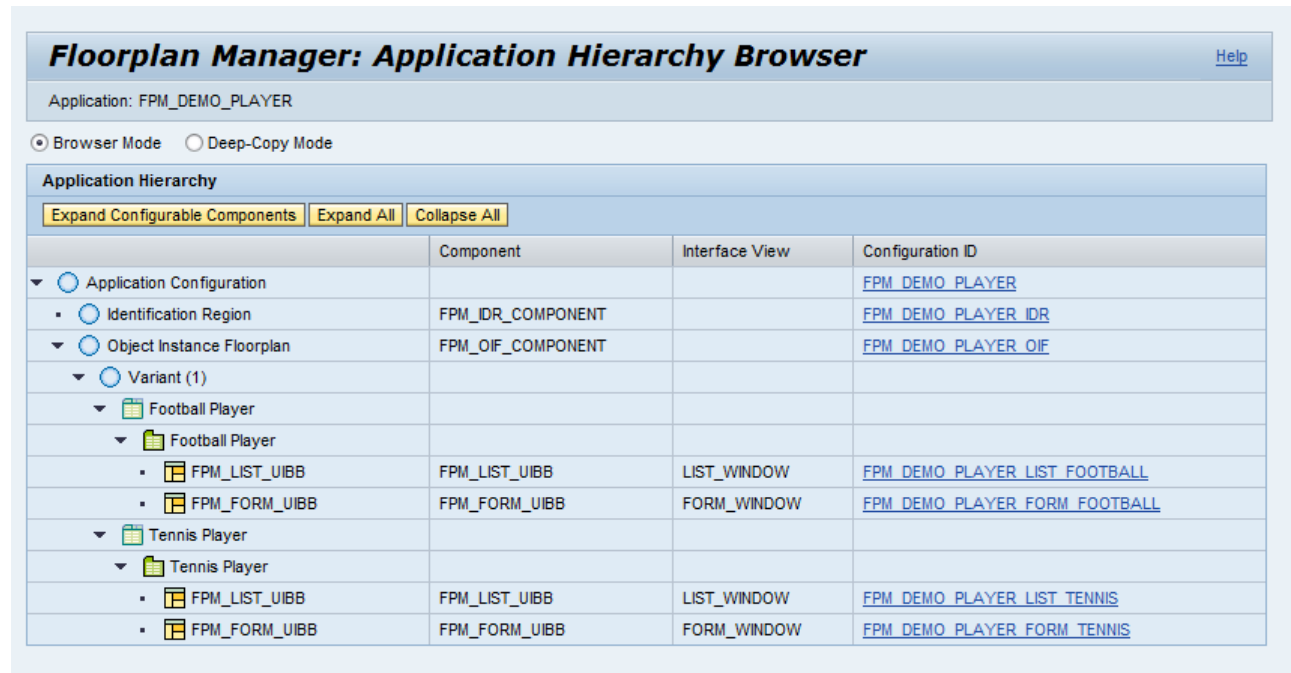 Floorplan Manager: Application Hierarchy Browser Help
Application: FPM_DEMO_PLAYER
Browser Mode Deep-Copy Mode
Application Hierarchy
Expand Configurable Components Expand All Collapse All
Component Interface View Configuration ID
Application Configuration FPM_DEMO_PLAYER
Identification Region FPM_IDR_COMPONENT FPM_DEMO_PLAYER_IDR
Object Instance Floorplan FPM_OIF_COMPONENT FPM_DEMO_PLAYER_OIF
Variant (1)
Football Player
Football Player
FPM_LIST_UIBB FPM_LIST_UIBB LIST_WINDOW FPM_DEMO_PLAYER_LIST_FOOTBALL
FPM_FORM_UIBB FPM_FORM_UIBB FORM_WINDOW FPM_DEMO_PLAYER_FORM_FOOTBALL
Tennis Player
Tennis Player
FPM_LIST_UIBB FPM_LIST_UIBB LIST_WINDOW FPM_DEMO_PLAYER_LIST_TENNIS
FPM_FORM_UIBB FPM_FORM_UIBB FORM_WINDOW FPM_DEMO_PLAYER_FORM_TENNIS